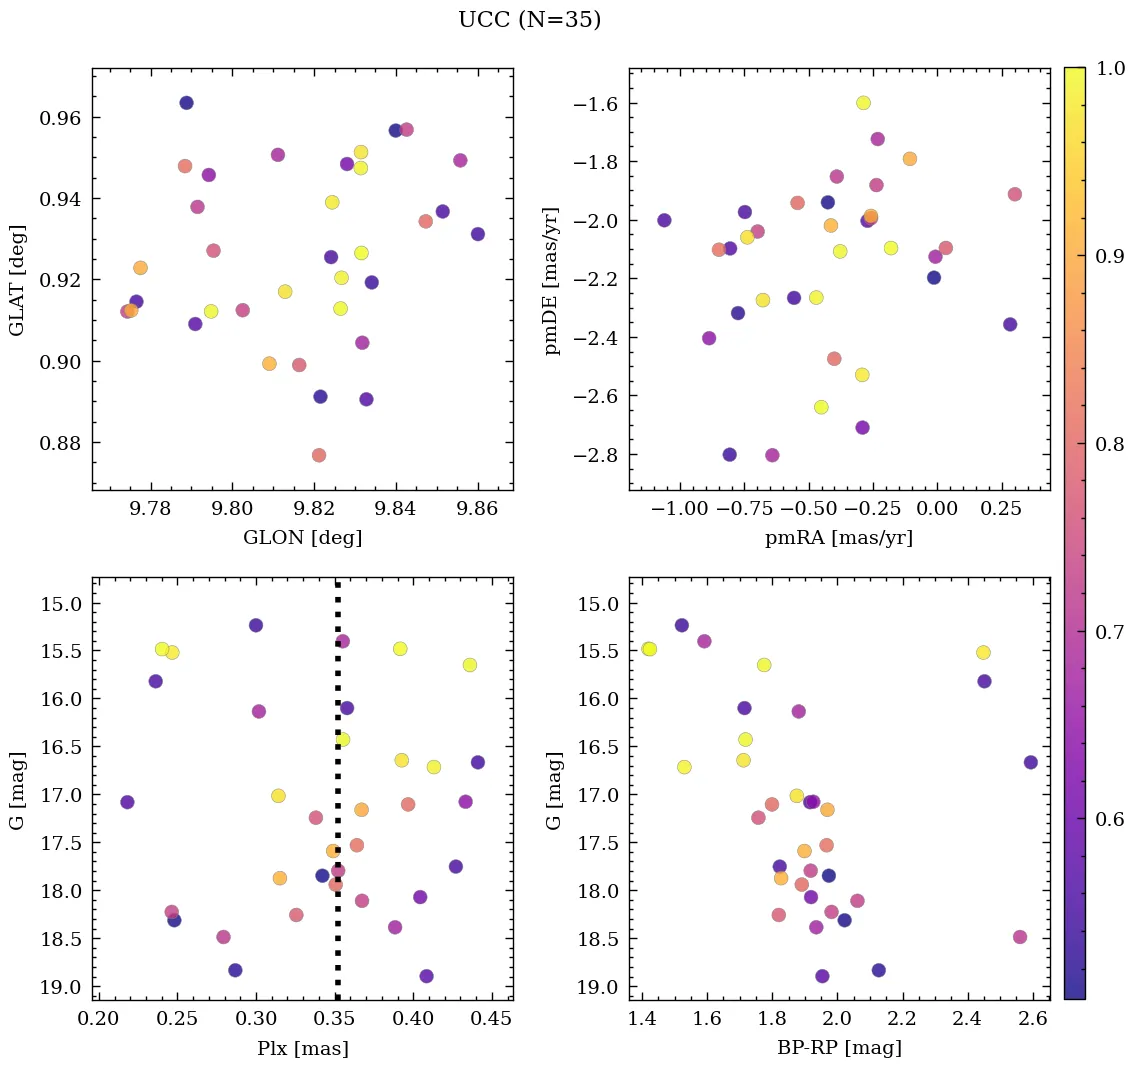 UCC (N=35)
0.96
0.94
0.92
0.90
0.88
GLAT [deg]
9.78 9.80 9.82 9.84 9.86
GLON [deg]
−1.6
−1.8
−2.0
−2.2
−2.4
−2.6
−2.8
pmDE [mas/yr]
−1.00 −0.75 −0.50 −0.25 0.00 0.25
pmRA [mas/yr]
1.0
0.9
0.8
0.7
0.6
15.0
15.5
16.0
16.5
17.0
17.5
18.0
18.5
19.0
G [mag]
0.20 0.25 0.30 0.35 0.40 0.45
Plx [mas]
15.0
15.5
16.0
16.5
17.0
17.5
18.0
18.5
19.0
G [mag]
1.4 1.6 1.8 2.0 2.2 2.4 2.6
BP-RP [mag]